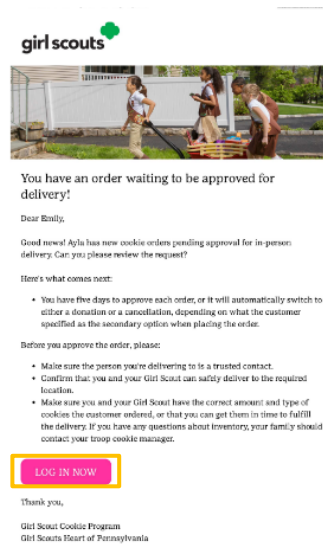 girl scouts
You have an order waiting to be approved for
delivery!
Dear Emily,
Good news! Ayla has new cookie orders pending approval for in-person
delivery. Can you please review the request?
Here's what comes next:
• You have five days to approve each order, or it will automatically switch to
either a donation or a cancellation, depending on what the customer
specified as the secondary option when placing the order.
Before you approve the order, please:
• Make sure the person you're delivering to is a trusted contact.
• Confirm that you and your Girl Scout can safely deliver to the required
location.
• Make sure you and your Girl Scout have the correct amount and type of
cookies the customer ordered, or that you can get them in time to fulfill
the delivery. If you have any questions about inventory, your family should
contact your troop cookie manager.
LOG IN NOW
Thank you,
Girl Scout Cookie Program
Girl Scouts Heart of Pennsylvania